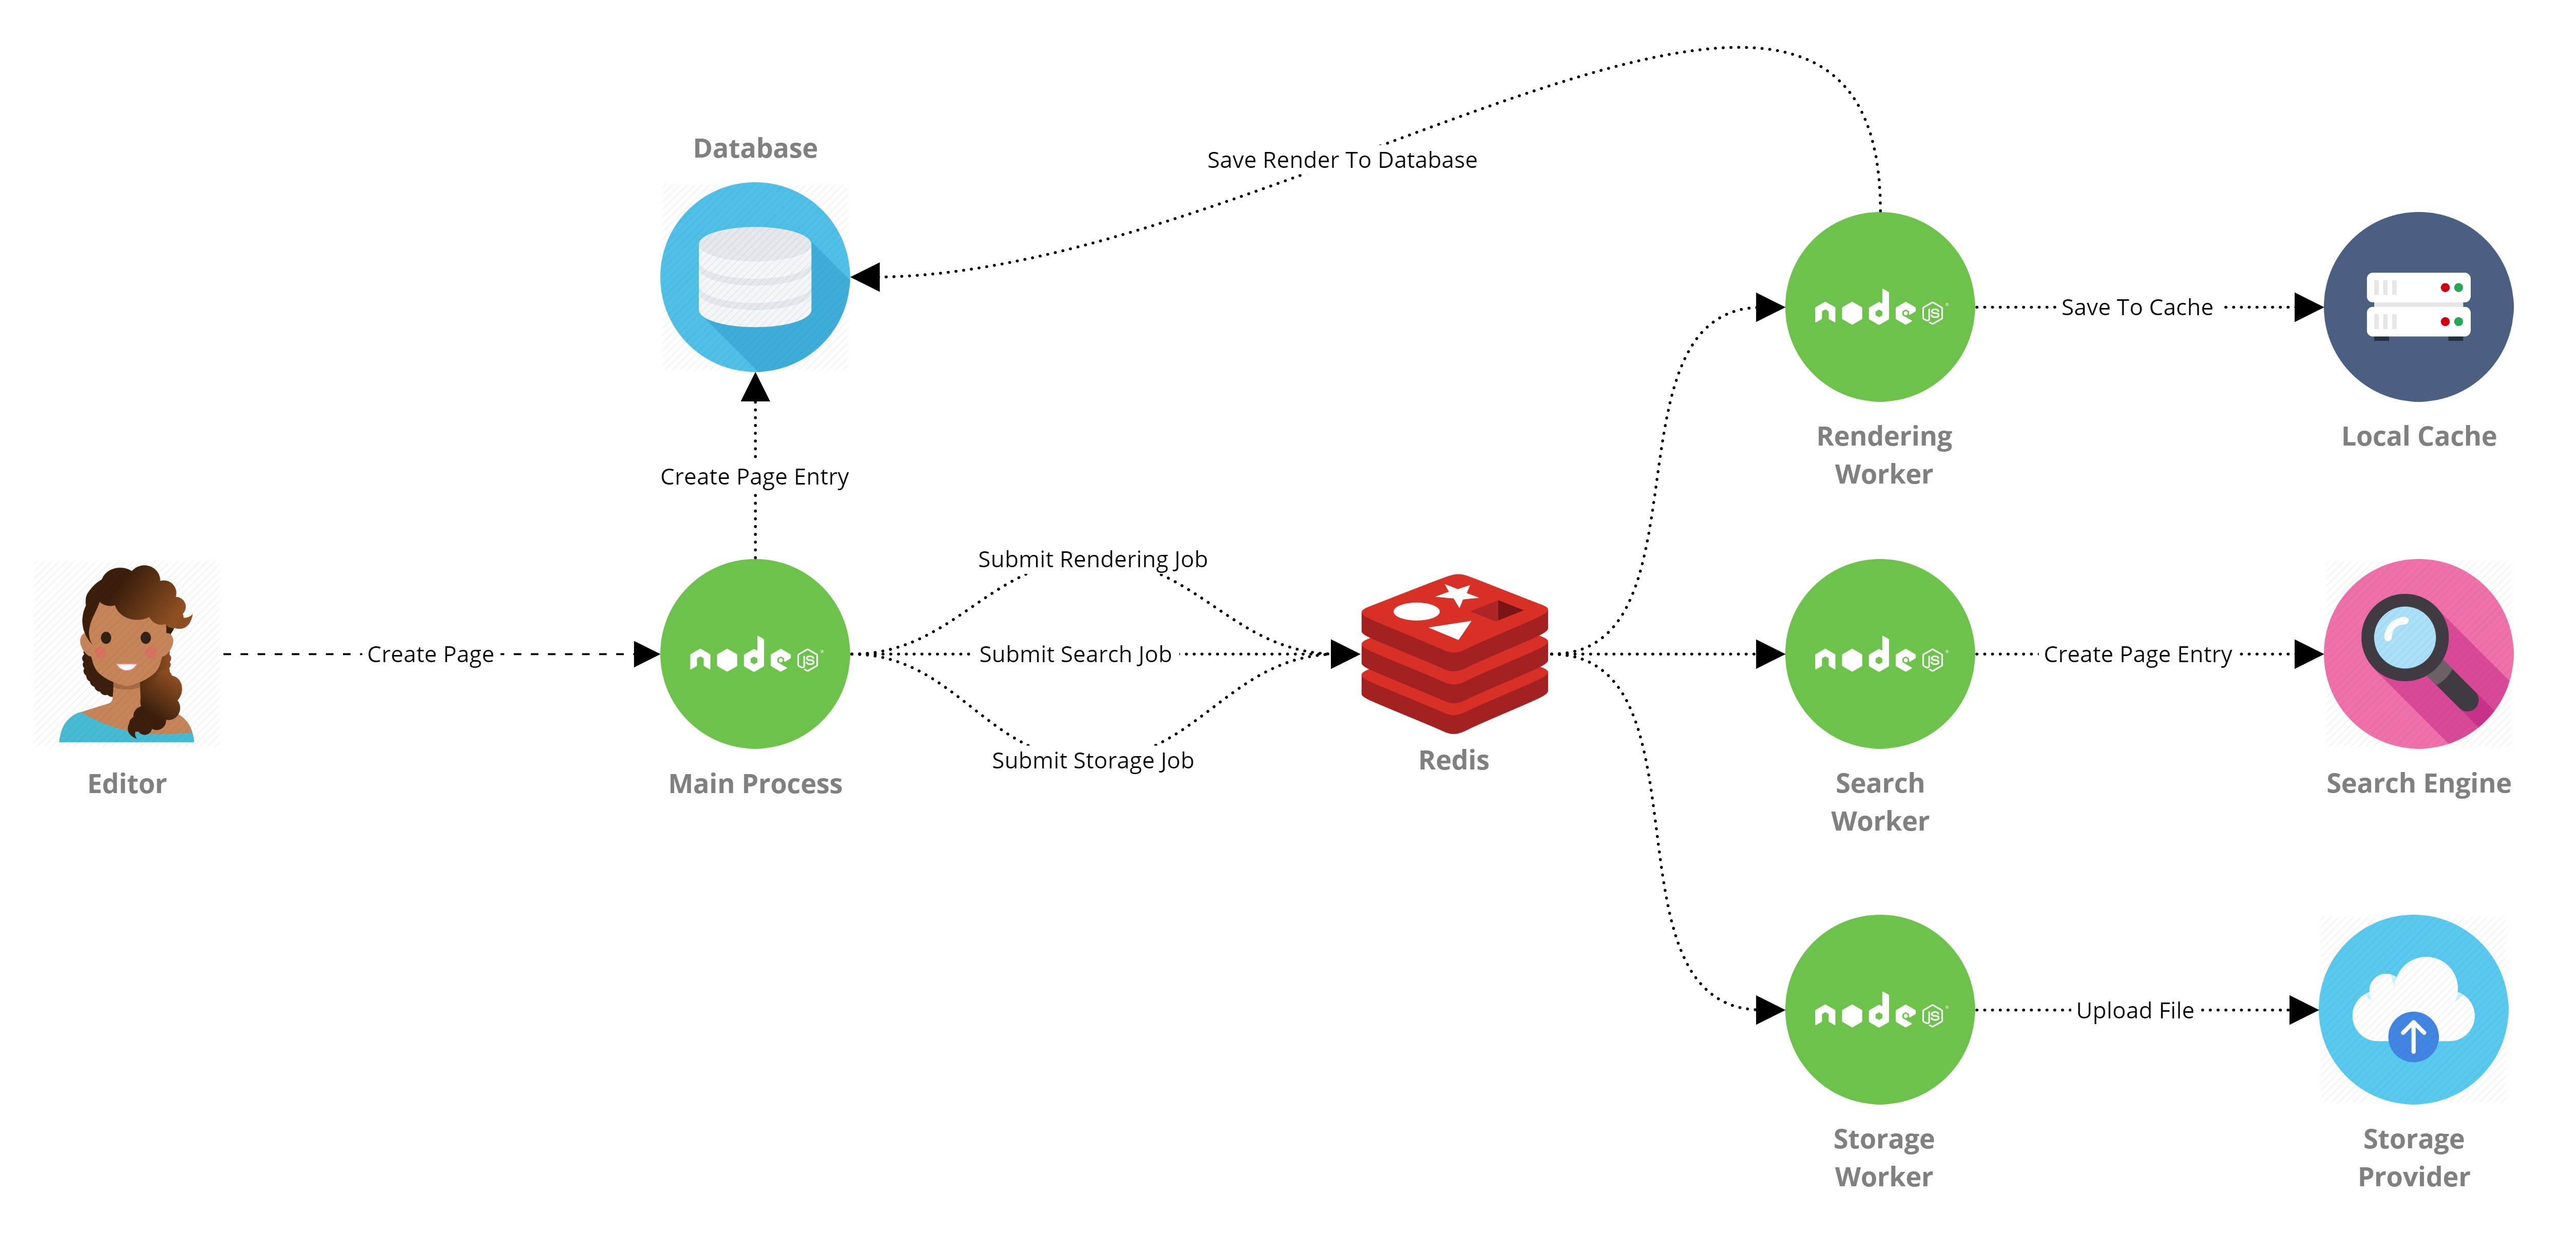 Database
Save Render To Database
node JS
Save To Cache
Rendering
Worker
Local Cache
Create Page Entry
Submit Rendering Job
Create Page
node JS
Submit Search Job
node JS
Create Page Entry
Submit Storage Job
Editor
Main Process
Redis
Search
Worker
Search Engine
node JS
Upload File
Storage
Worker
Storage
Provider